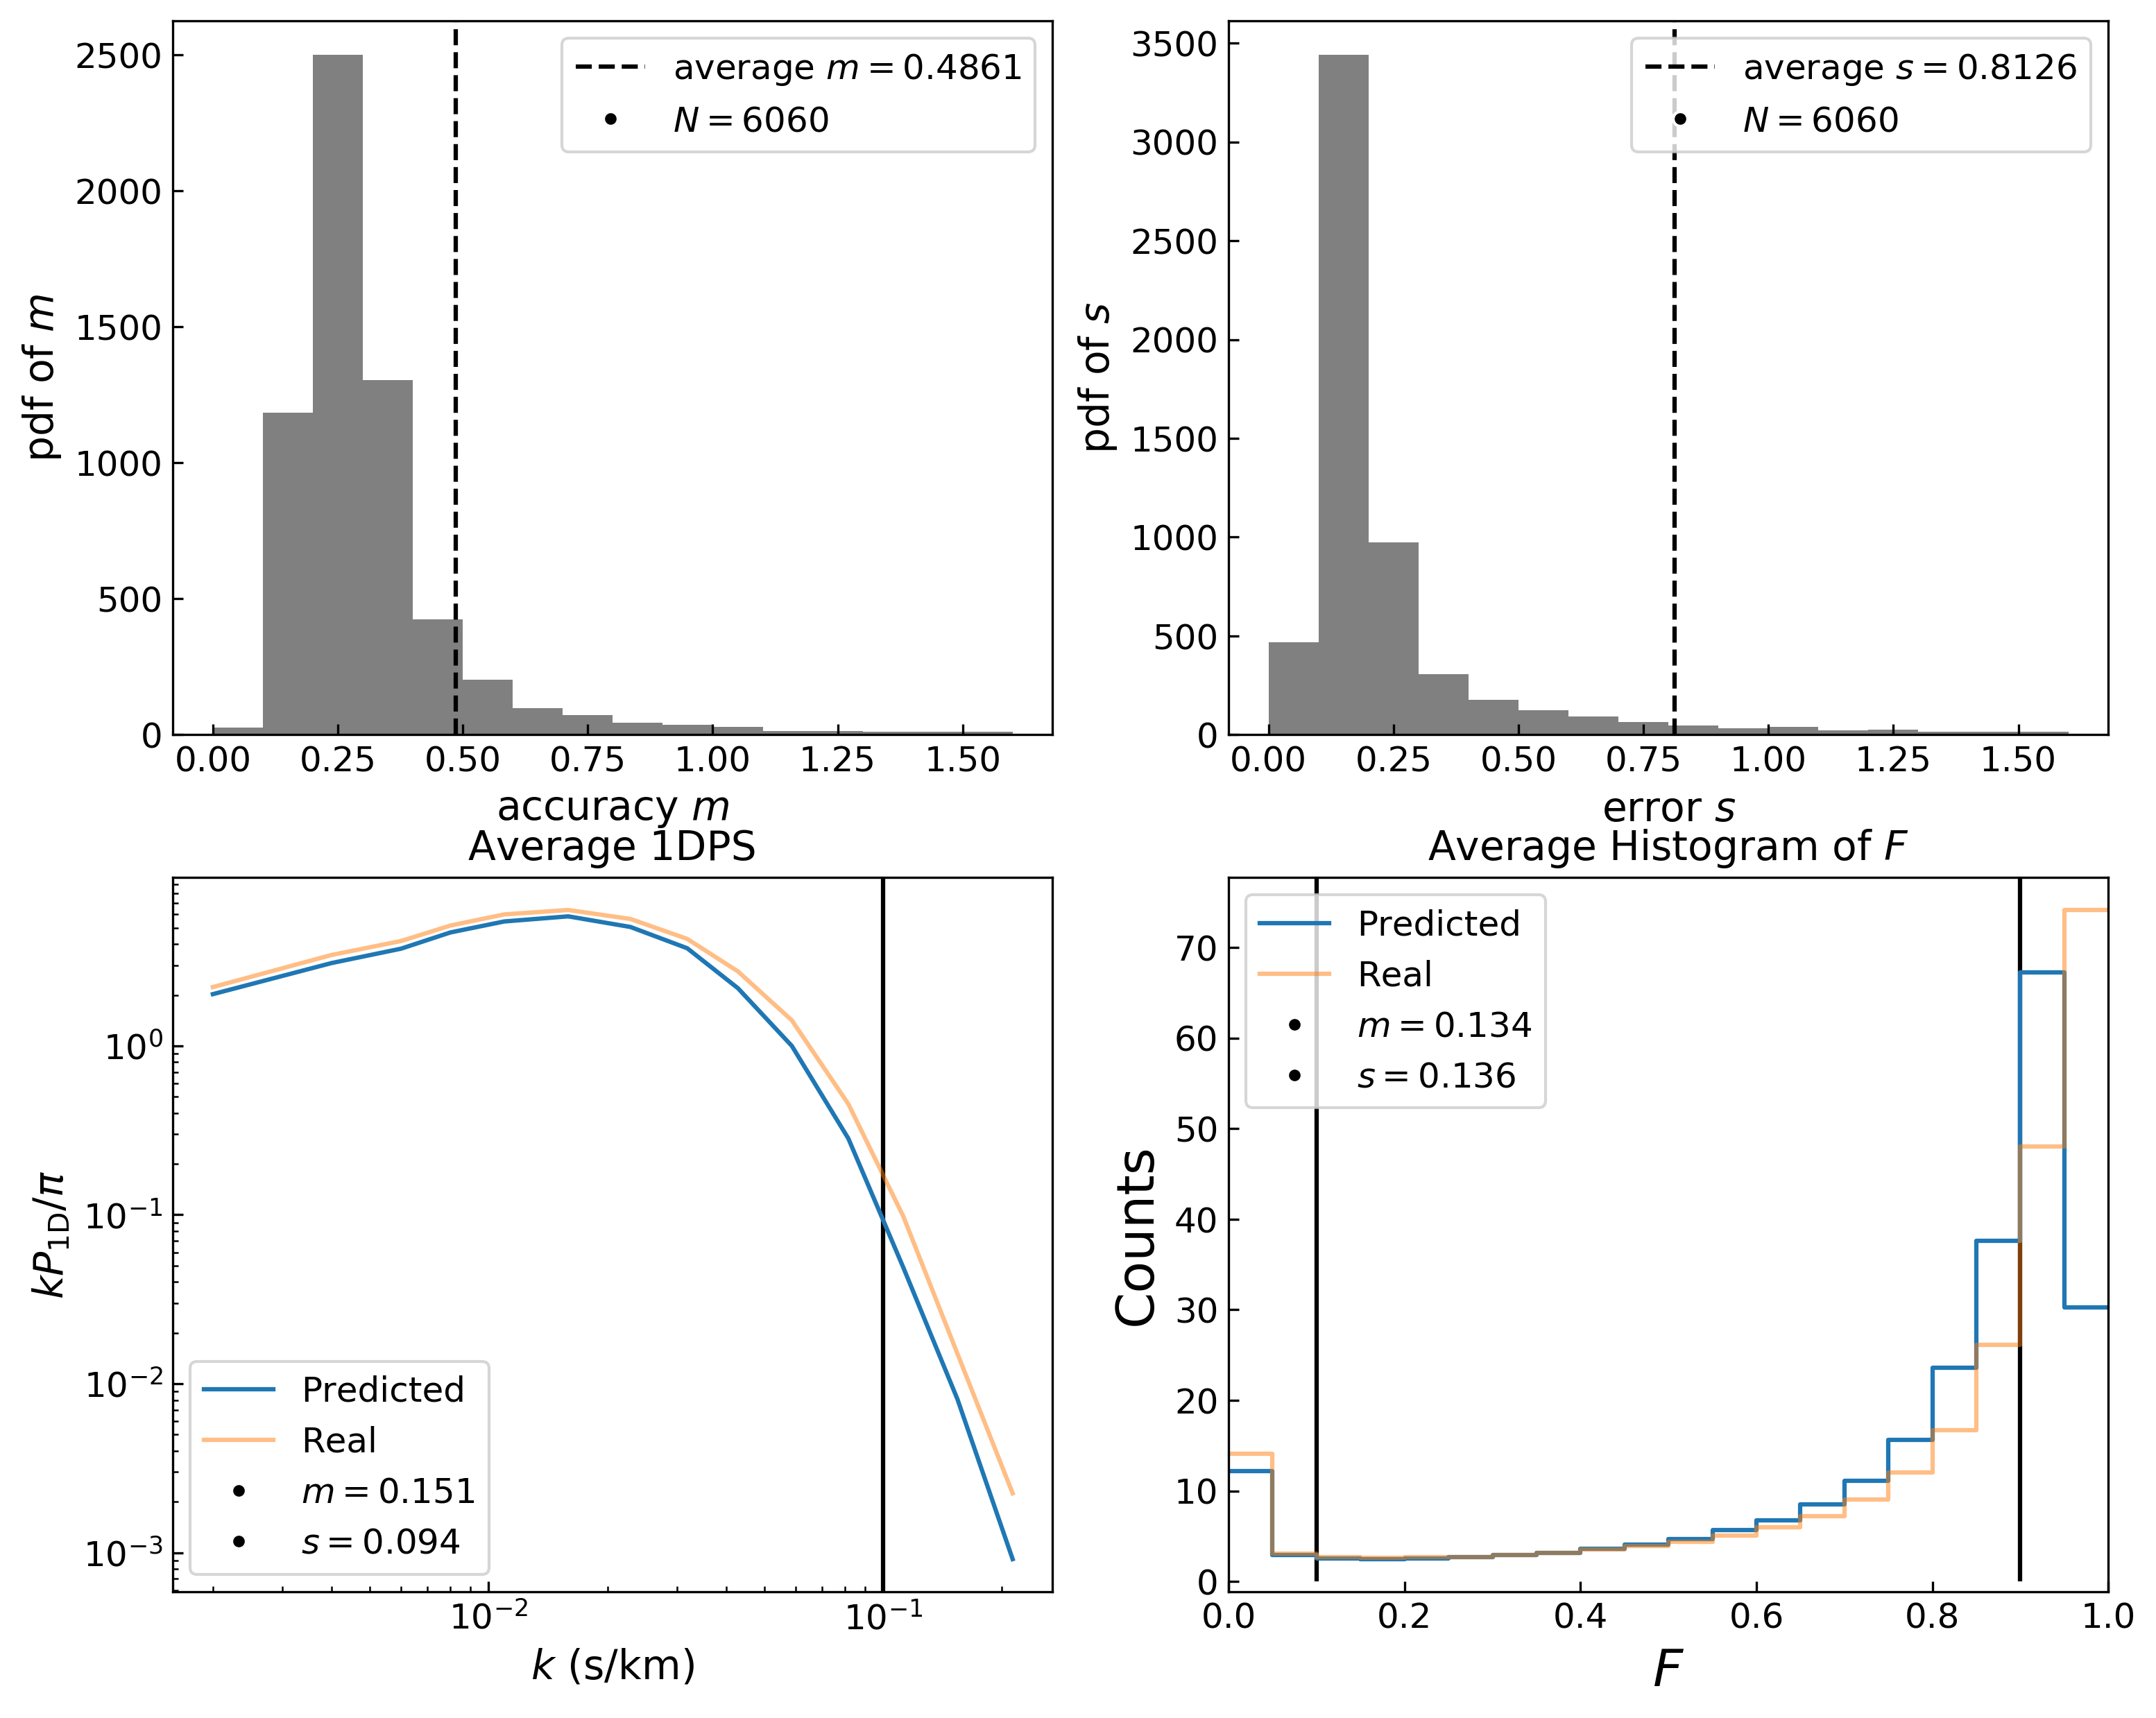 average m = 0.4861
N = 6060
pdf of m
2500
2000
1500
1000
500
0
0.00 0.25 0.50 0.75 1.00 1.25 1.50
accuracy m
average s = 0.8126
N = 6060
pdf of s
3500
3000
2500
2000
1500
1000
500
0
0.00 0.25 0.50 0.75 1.00 1.25 1.50
error s
Average 1DPS
kP₁D/π
10⁰
10⁻¹
10⁻²
10⁻³
Predicted
Real
m = 0.151
s = 0.094
10⁻² 10⁻¹
k (s/km)
Average Histogram of F
Predicted
Real
m = 0.134
s = 0.136
Counts
70
60
50
40
30
20
10
0
0.0 0.2 0.4 0.6 0.8 1.0
F